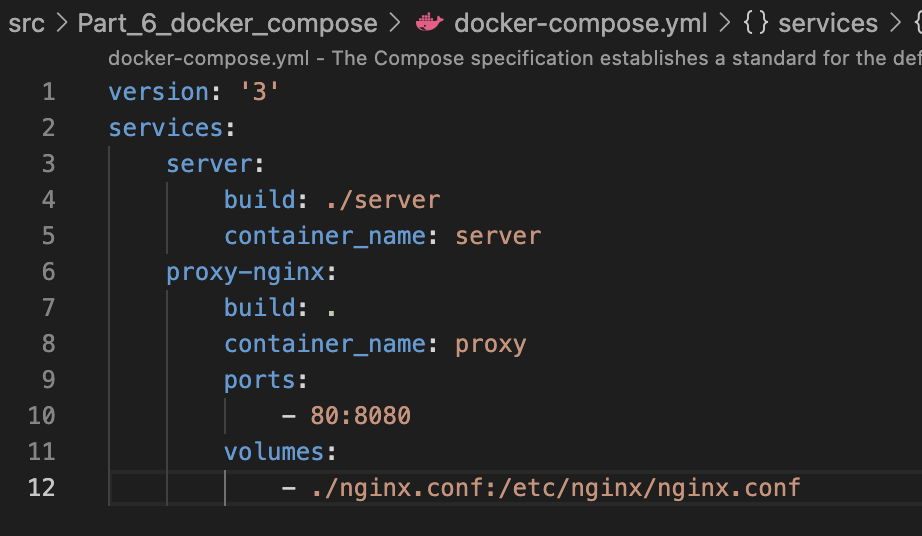 src > Part_6_docker_compose > docker-compose.yml > {} services > {
docker-compose.yml - The Compose specification establishes a standard for the def
1 version: '3'
2 services:
3     server:
4         build: ./server
5         container_name: server
6     proxy-nginx:
7         build: .
8         container_name: proxy
9         ports:
10             - 80:8080
11         volumes:
12             - ./nginx.conf:/etc/nginx/nginx.conf